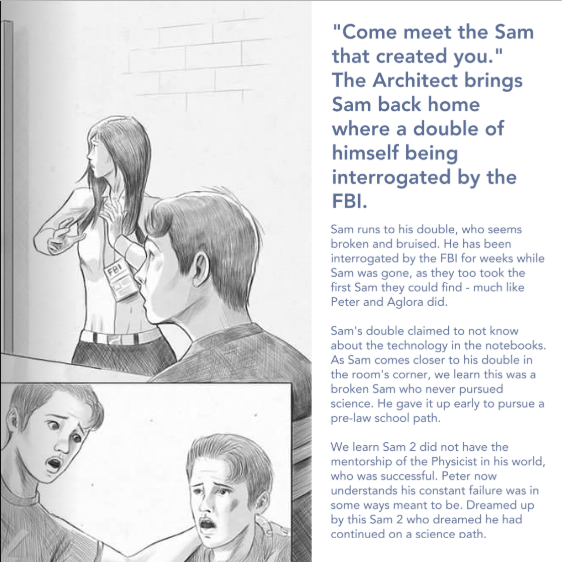 FBI
"Come meet the Sam
that created you."
The Architect brings
Sam back home
where a double of
himself being
interrogated by the
FBI.
Sam runs to his double, who seems
broken and bruised. He has been
interrogated by the FBI for weeks while
Sam was gone, as they too took the
first Sam they could find - much like
Peter and Aglora did.
Sam's double claimed to not know
about the technology in the notebooks.
As Sam comes closer to his double in
the room's corner, we learn this was a
broken Sam who never pursued
science. He gave it up early to pursue a
pre-law school path.
We learn Sam 2 did not have the
mentorship of the Physicist in his world,
who was successful. Peter now
understands his constant failure was in
some ways meant to be. Dreamed up
by this Sam 2 who dreamed he had
continued on a science path.